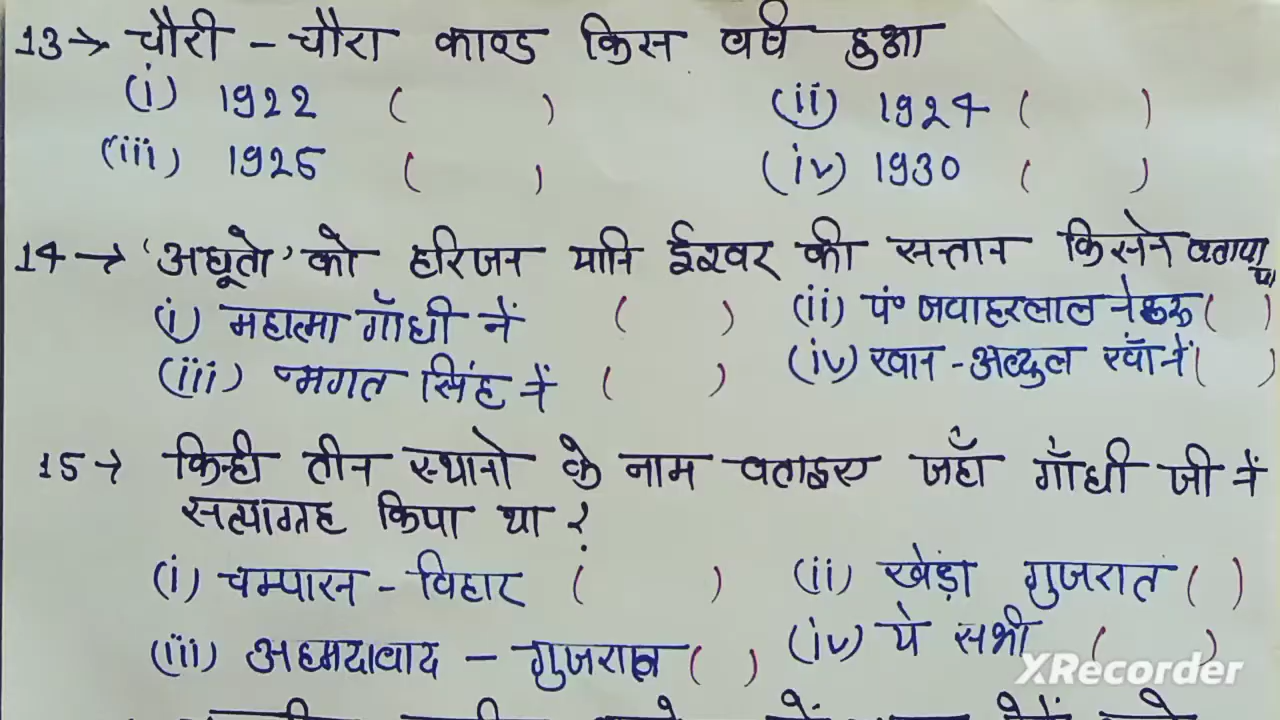 13→ चौरी - चौरा काण्ड किस वर्ष हुआ
(i) 1922 ( ) (ii) 1924 ( )
(iii) 1925 ( ) (iv) 1930 ( )
14→ 'अछूतो' को हरिजन यानि ईश्वर की सन्तान किसने बताया था
(i) महात्मा गाँधी नें ( ) (ii) पं० जवाहरलाल नेहरू ( )
(iii) भगत सिंह नें ( ) (iv) खान - अब्दुल खाँ नें ( )
15→ किन्ही तीन स्थानो के नाम बताइए जहाँ गाँधी जी नें
सत्याग्रह किया था ?
(i) चम्पारन - विहार ( ) (ii) खेड़ा गुजरात ( )
(iii) अहमदाबाद - गुजरात ( ) (iv) ये सभी ( )
XRecorder